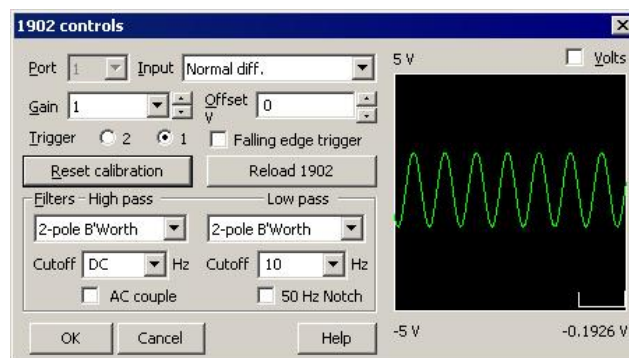 1902 controls
Port 1 Input Normal diff.
5 V Volts
Gain 1 Offset V 0
Trigger 2 1 Falling edge trigger
Reset calibration Reload 1902
Filters - High pass Low pass
2-pole B'Worth 2-pole B'Worth
Cutoff DC Hz Cutoff 10 Hz
AC couple 50 Hz Notch
OK Cancel Help
-5 V -0.1926 V